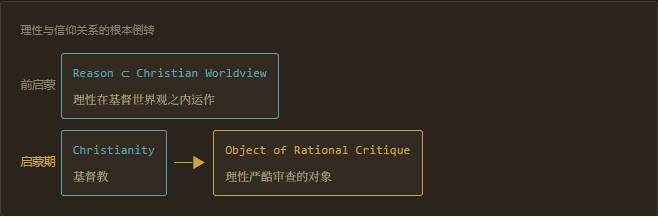 理性与信仰关系的根本倒转
前启蒙
Reason ⊂ Christian Worldview
理性在基督世界观之内运作
启蒙期
Christianity
基督教
Object of Rational Critique
理性严酷审查的对象